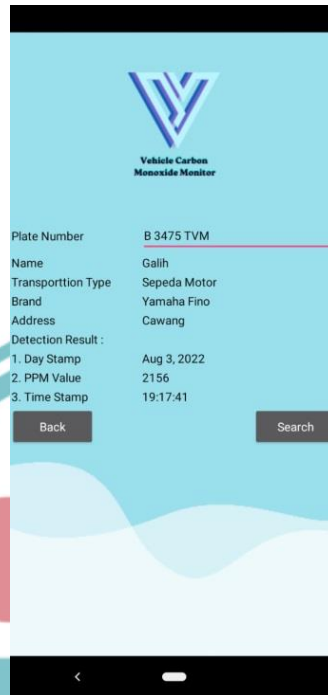 Vehicle Carbon
Monoxide Monitor
Plate Number B 3475 TVM
Name Galih
Transporttion Type Sepeda Motor
Brand Yamaha Fino
Address Cawang
Detection Result :
1. Day Stamp Aug 3, 2022
2. PPM Value 2156
3. Time Stamp 19:17:41
Back Search